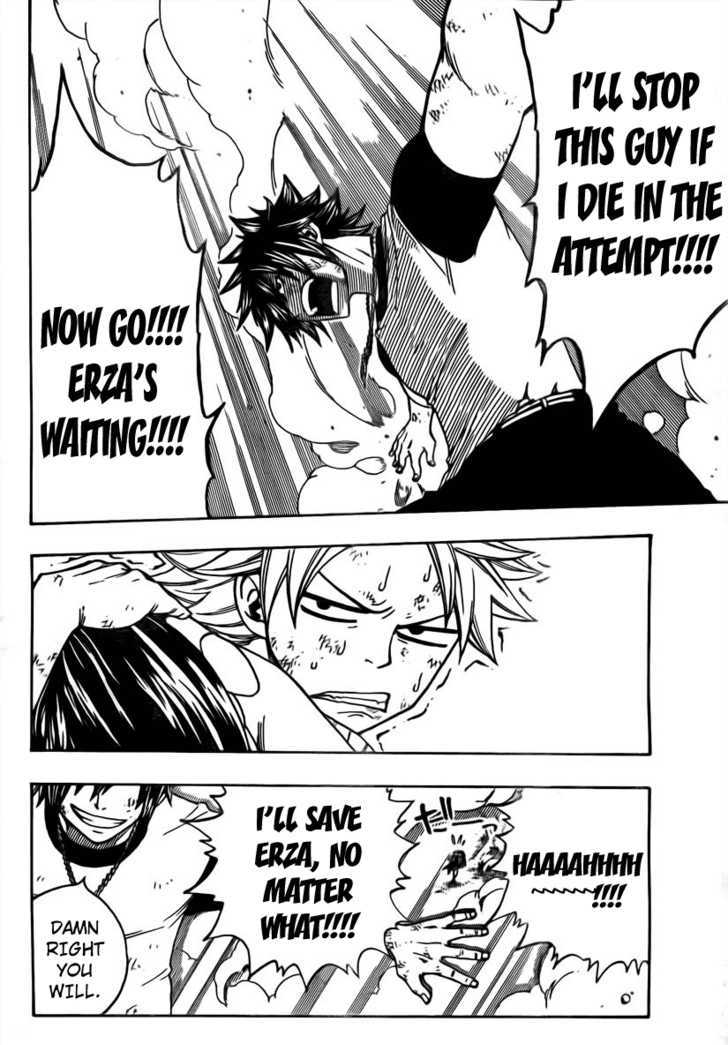 I'LL STOP
THIS GUY IF
I DIE IN THE
ATTEMPT!!!!
NOW GO!!!!
ERZA'S
WAITING!!!!
HAAAAHHHH
~~~~~!!!!
I'LL SAVE
ERZA, NO
MATTER
WHAT!!!!
DAMN
RIGHT
YOU
WILL.